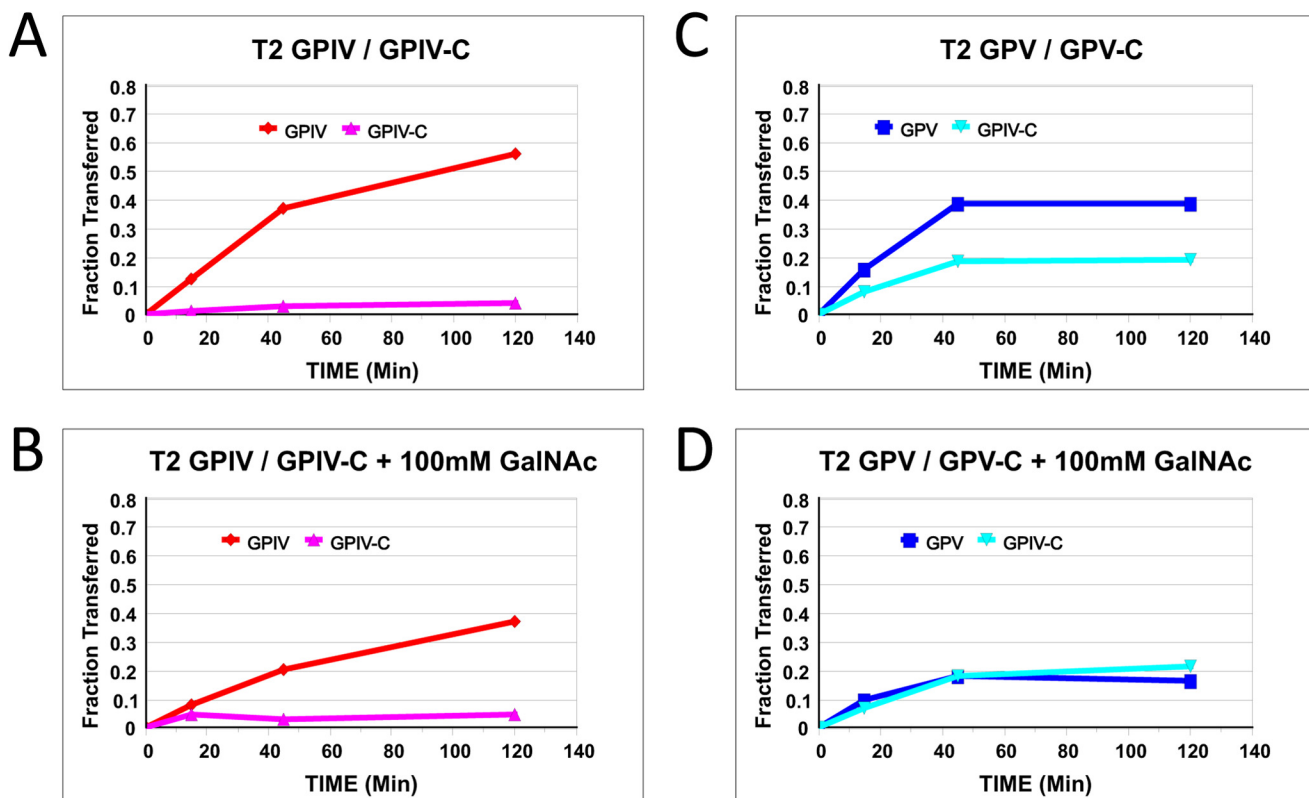 A
T2 GPIV / GPIV-C
Fraction Transferred
0.8
0.7
0.6
0.5
0.4
0.3
0.2
0.1
0
GPIV GPIV-C
0 20 40 60 80 100 120 140
TIME (Min)
C
T2 GPV / GPV-C
Fraction Transferred
0.8
0.7
0.6
0.5
0.4
0.3
0.2
0.1
0
GPV GPIV-C
0 20 40 60 80 100 120 140
TIME (Min)
B
T2 GPIV / GPIV-C + 100mM GalNAc
Fraction Transferred
0.8
0.7
0.6
0.5
0.4
0.3
0.2
0.1
0
GPIV GPIV-C
0 20 40 60 80 100 120 140
TIME (Min)
D
T2 GPV / GPV-C + 100mM GalNAc
Fraction Transferred
0.8
0.7
0.6
0.5
0.4
0.3
0.2
0.1
0
GPV GPIV-C
0 20 40 60 80 100 120 140
TIME (Min)